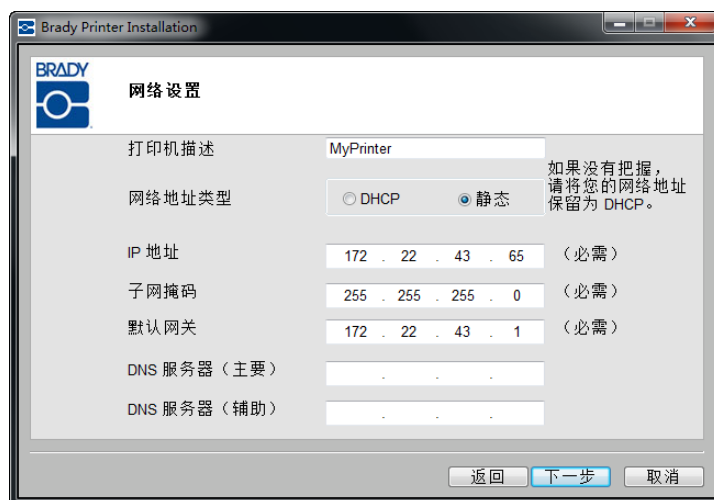 Brady Printer Installation
BRADY
网络设置
打印机描述 MyPrinter
如果没有把握，
请将您的网络地址
保留为 DHCP。
网络地址类型 DHCP 静态
IP 地址 172 . 22 . 43 . 65 （必需）
子网掩码 255 . 255 . 255 . 0 （必需）
默认网关 172 . 22 . 43 . 1 （必需）
DNS 服务器（主要） . . .
DNS 服务器（辅助） . . .
返回 下一步 取消